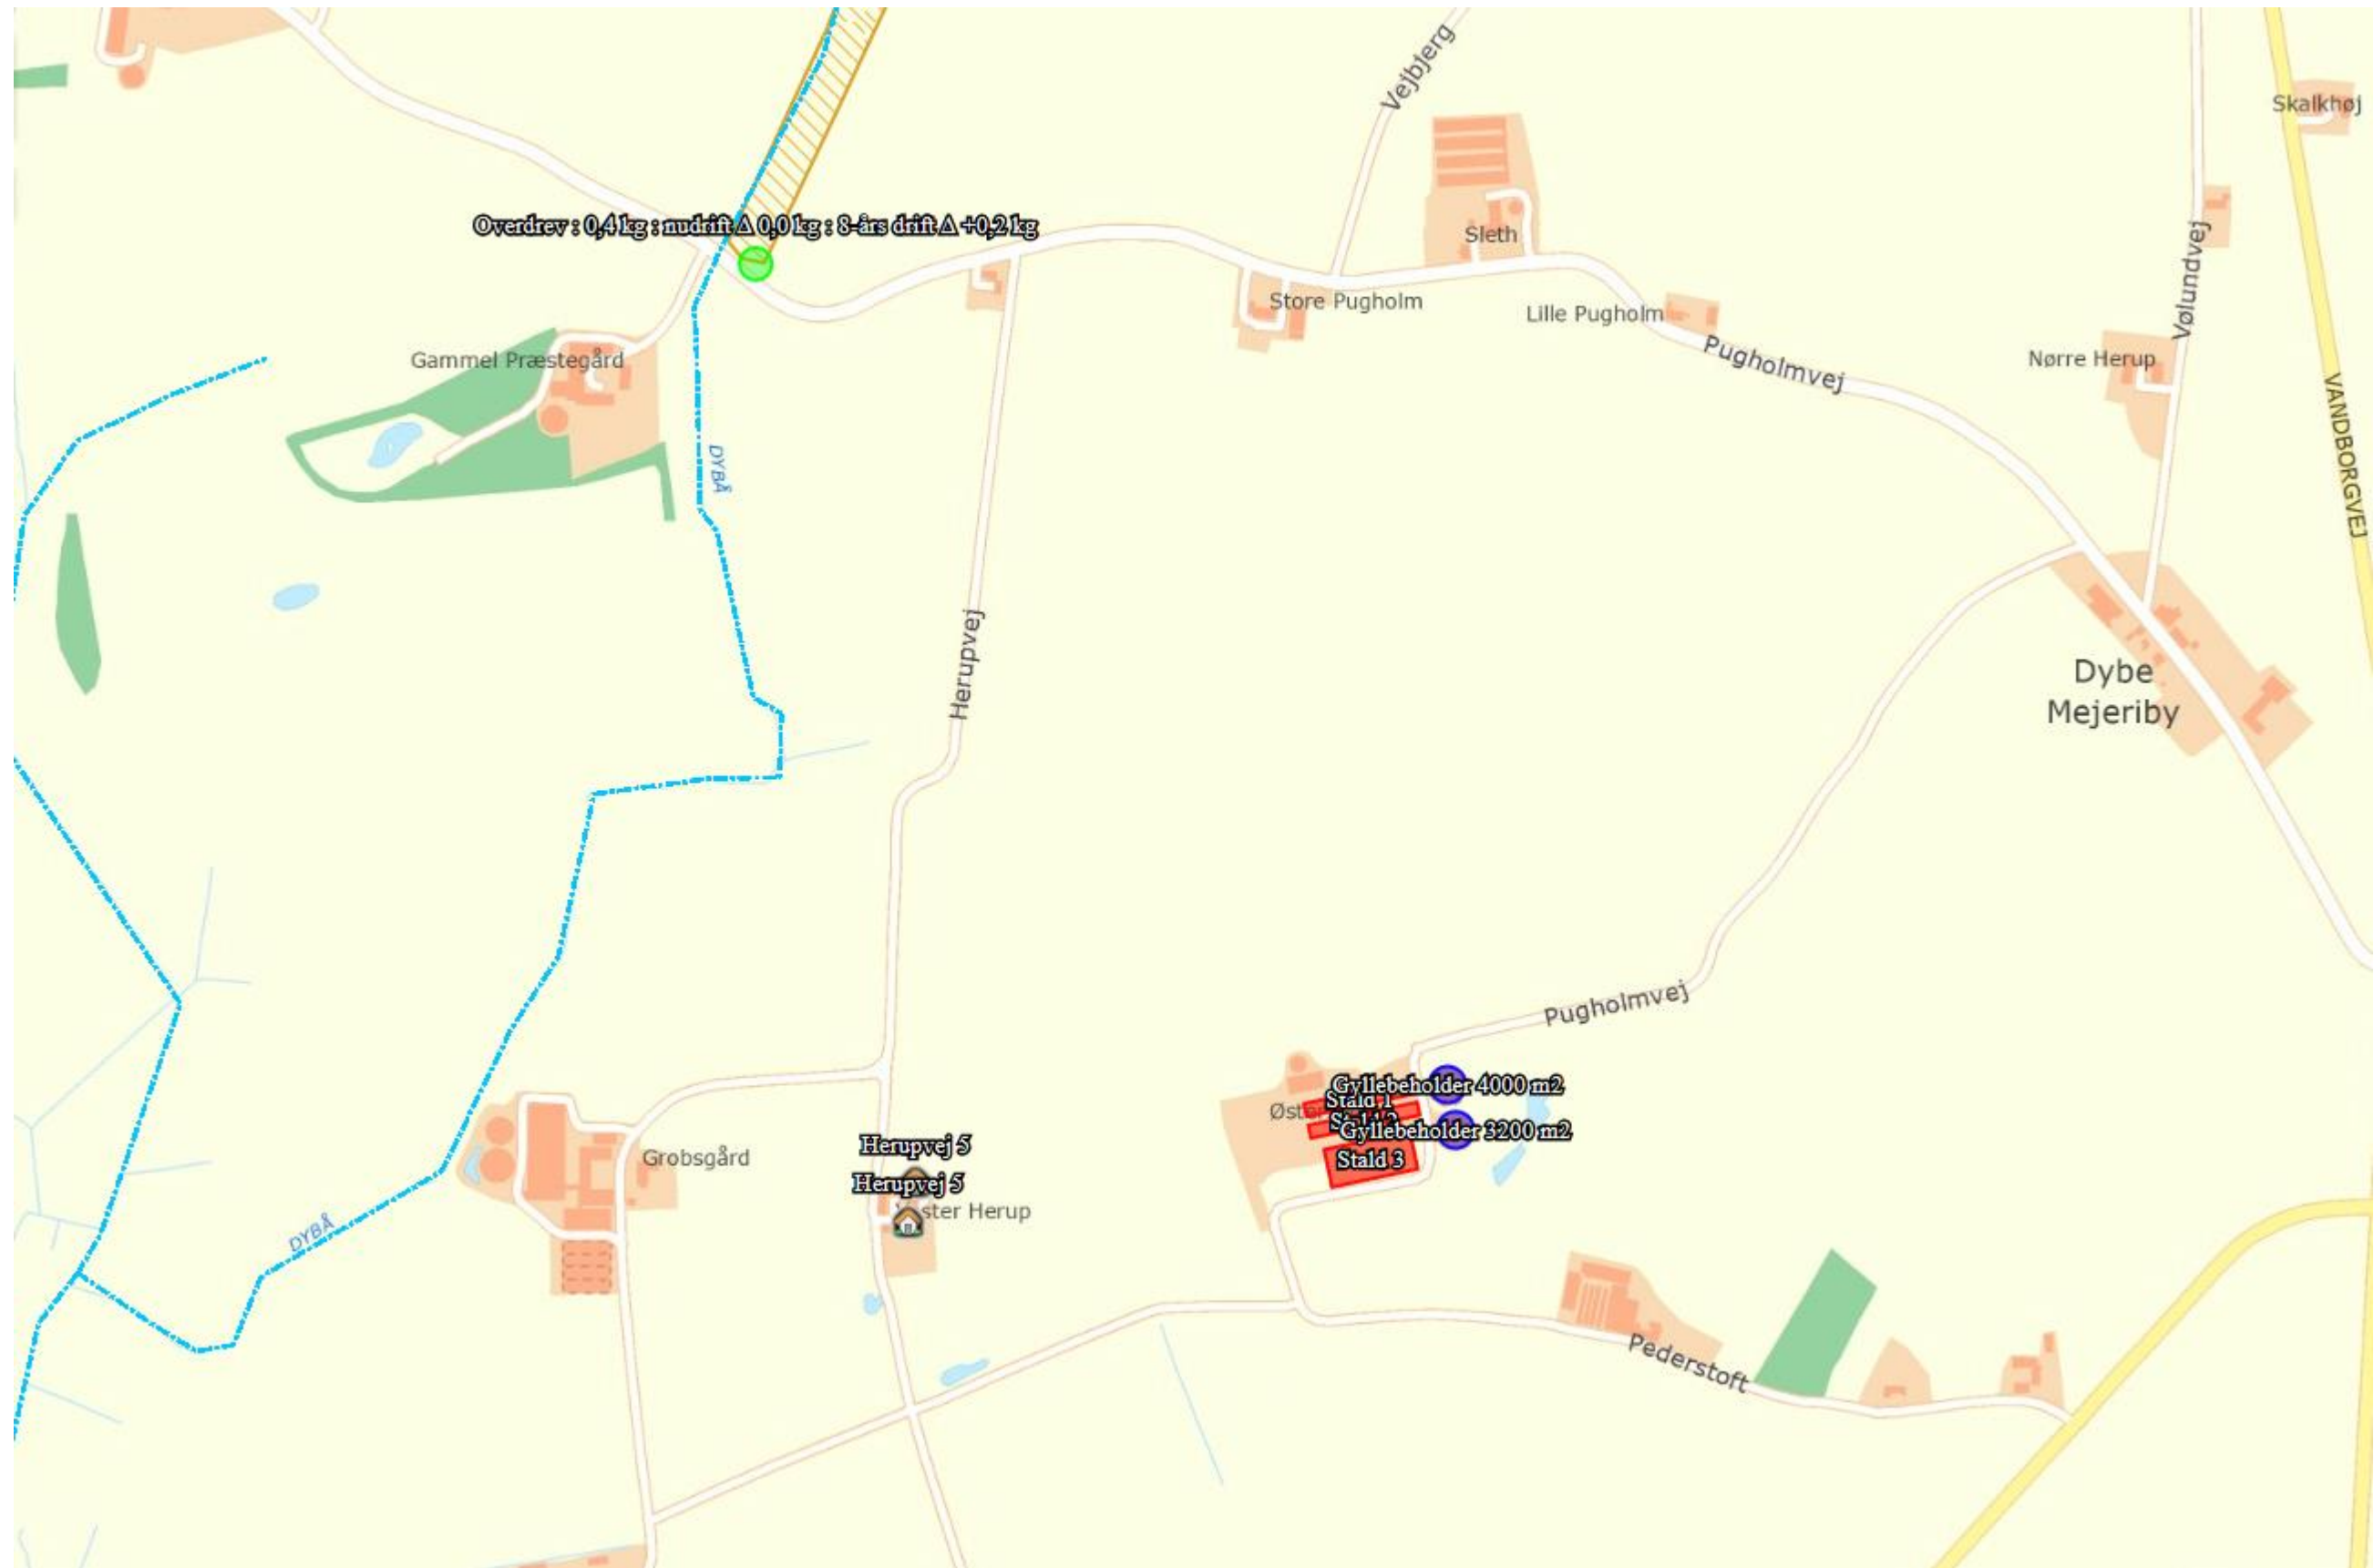 Vejbjerg
Skalkhøj
Overdrev : 0,4 kg : nudrift Δ 0,0 kg : 8-års drift Δ +0,2 kg
Sleth
Vølunpvej
Store Pugholm
Lille Pugholm
Pugholmvej
Nørre Herup
Gammel Præstegård
VANDBORGVEJ
DYBÅ
Herupvej
Dybe
Mejeriby
Pugholmvej
Gyllebeholder 4000 m2
Stald 1
Gyllebeholder 3200 m2
Stald 3
Herupvej 5
Grobsgård
Herupvej 5
Herup
DYBÅ
Pederstoft